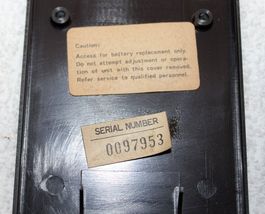 Caution:
Access for battery replacement only.
Do not attempt adjustment or opera-
tion of unit with this cover removed.
Refer service to qualified personnel.
SERIAL NUMBER
0097953